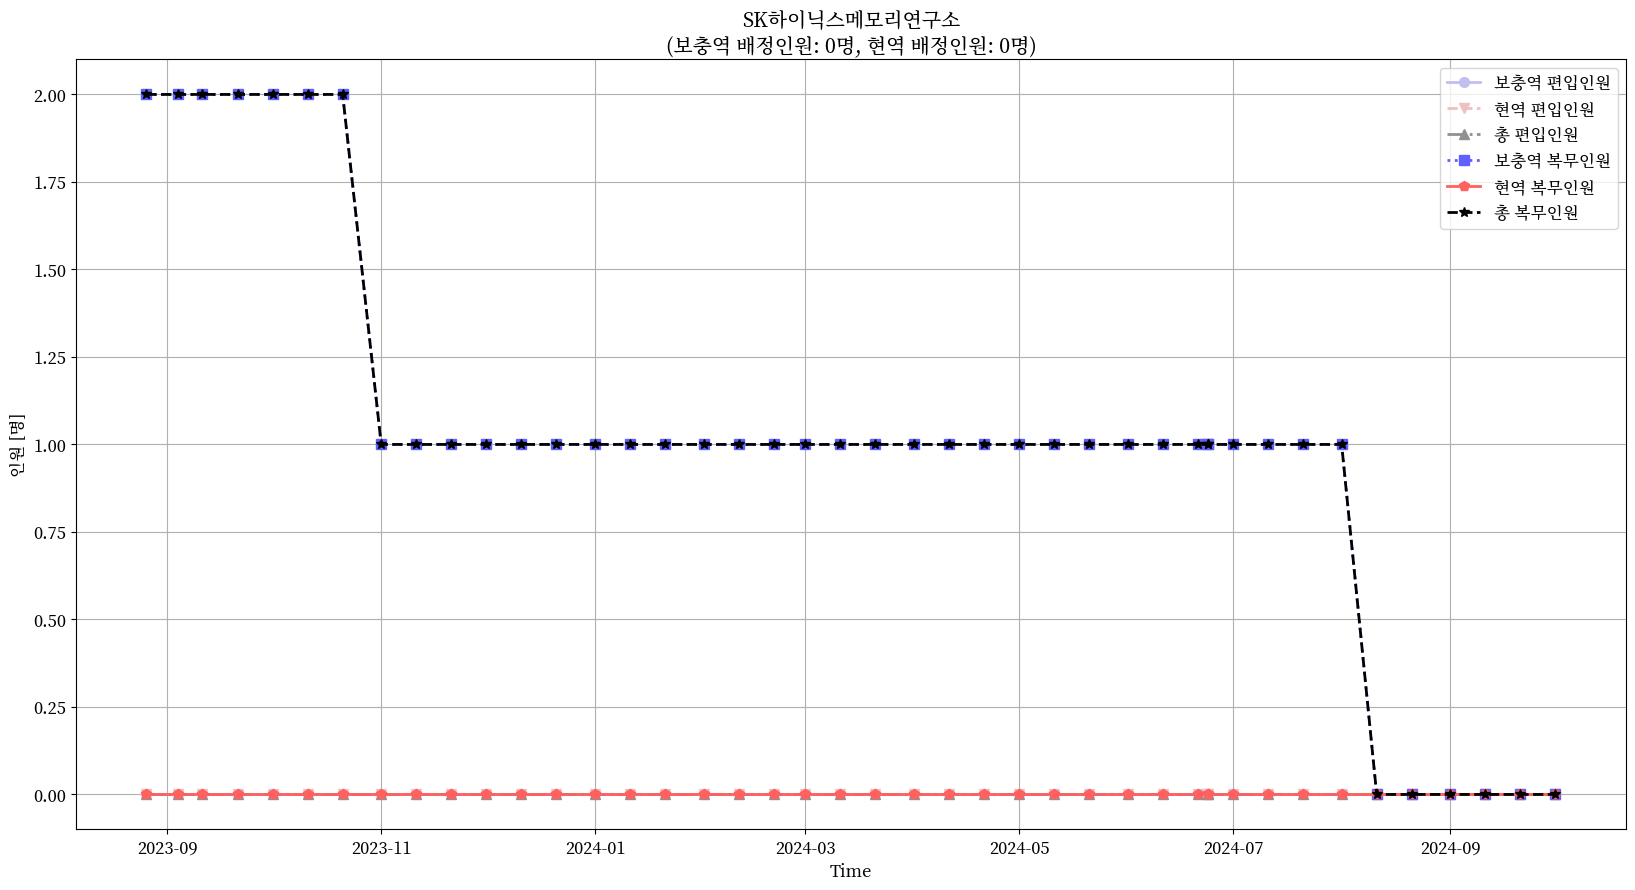 SK하이닉스메모리연구소
(보충역 배정인원: 0명, 현역 배정인원: 0명)
보충역 편입인원
현역 편입인원
총 편입인원
보충역 복무인원
현역 복무인원
총 복무인원
인원 [명]
2.00
1.75
1.50
1.25
1.00
0.75
0.50
0.25
0.00
2023-09
2023-11
2024-01
2024-03
2024-05
2024-07
2024-09
Time